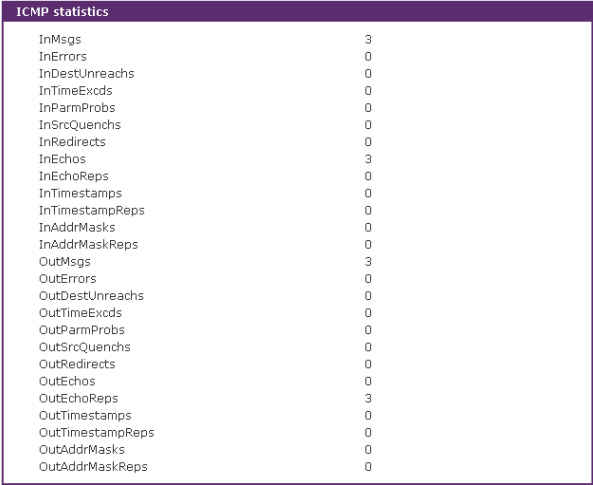 ICMP statistics
InMsgs 3
InErrors 0
InDestUnreachs 0
InTimeExcds 0
InParmProbs 0
InSrcQuenchs 0
InRedirects 0
InEchos 3
InEchoReps 0
InTimestamps 0
InTimestampReps 0
InAddrMasks 0
InAddrMaskReps 0
OutMsgs 3
OutErrors 0
OutDestUnreachs 0
OutTimeExcds 0
OutParmProbs 0
OutSrcQuenchs 0
OutRedirects 0
OutEchos 0
OutEchoReps 3
OutTimestamps 0
OutTimestampReps 0
OutAddrMasks 0
OutAddrMaskReps 0